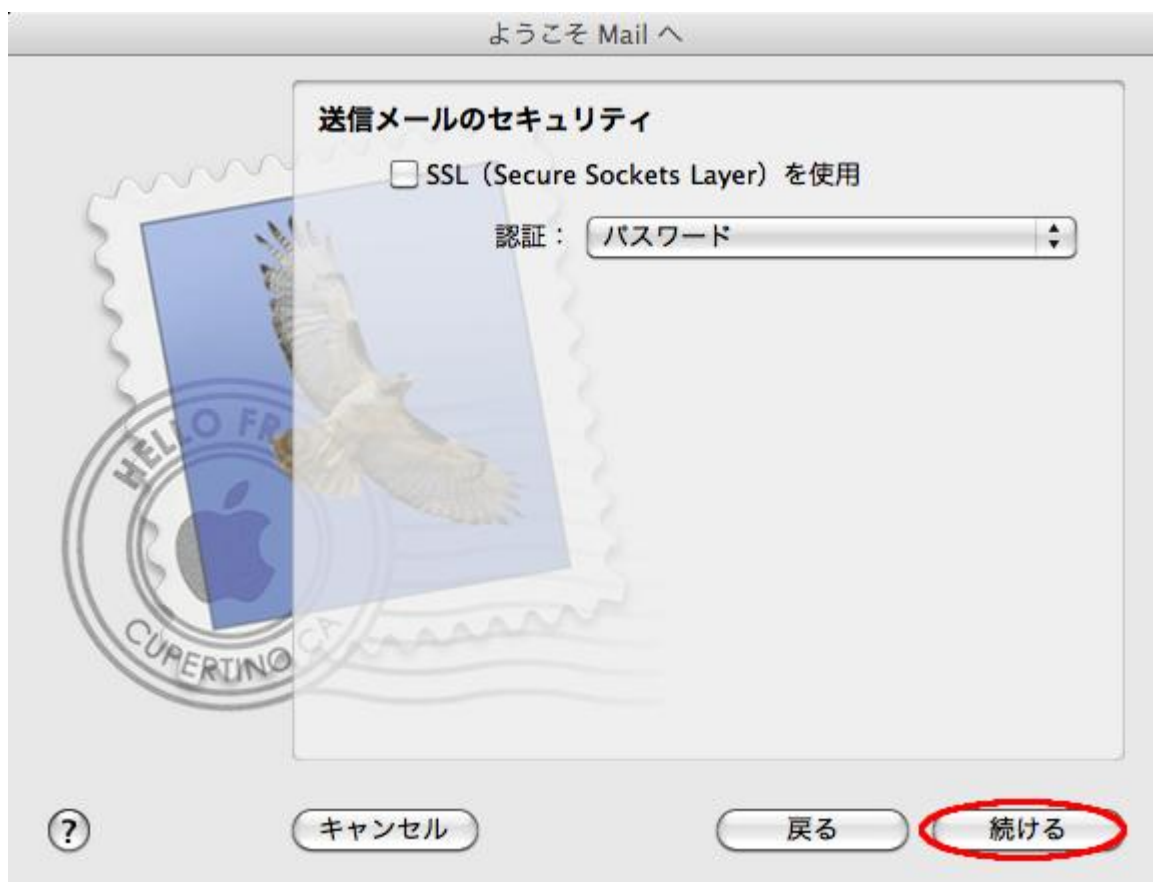 ようこそ Mail へ
送信メールのセキュリティ
SSL（Secure Sockets Layer）を使用
認証： パスワード
HELLO FR
CUPERTINO CA
? キャンセル 戻る 続ける